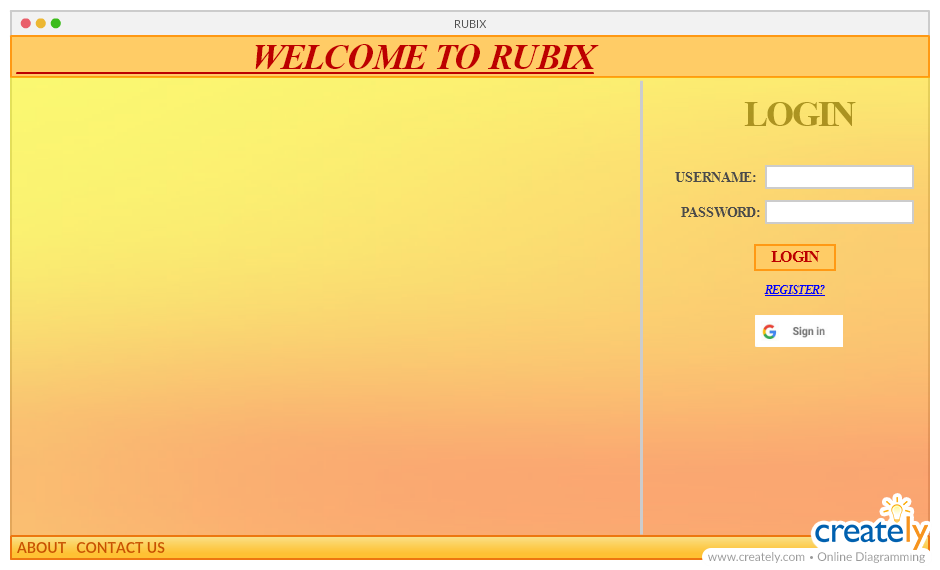 RUBIX
WELCOME TO RUBIX
LOGIN
USERNAME:
PASSWORD:
LOGIN
REGISTER?
Sign in
ABOUT CONTACT US
creately
www.creately.com • Online Diagramming